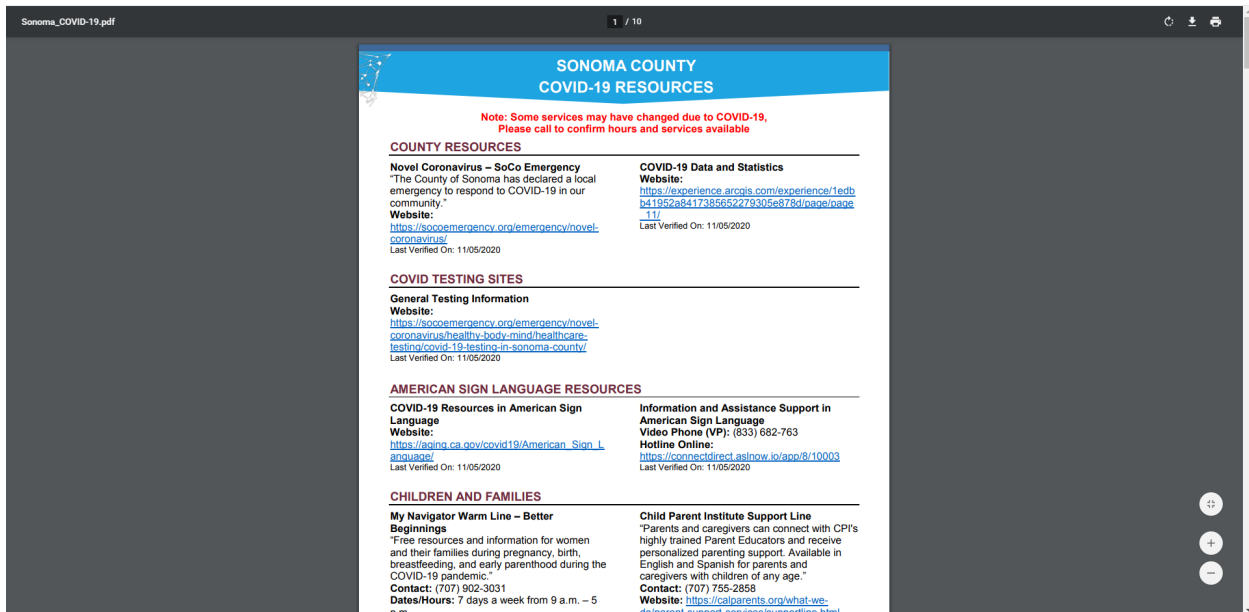 Sonoma_COVID-19.pdf
1 / 10
SONOMA COUNTY
COVID-19 RESOURCES
Note: Some services may have changed due to COVID-19,
Please call to confirm hours and services available
COUNTY RESOURCES
Novel Coronavirus – SoCo Emergency
“The County of Sonoma has declared a local
emergency to respond to COVID-19 in our
community.”
Website:
https://socoemergency.org/emergency/novel-
coronavirus/
Last Verified On: 11/05/2020
COVID-19 Data and Statistics
Website:
https://experience.arcgis.com/experience/1edb
b41952a8417385652279305e878d/page/page
_11/
Last Verified On: 11/05/2020
COVID TESTING SITES
General Testing Information
Website:
https://socoemergency.org/emergency/novel-
coronavirus/healthy-body-mind/healthcare-
testing/covid-19-testing-in-sonoma-county/
Last Verified On: 11/05/2020
AMERICAN SIGN LANGUAGE RESOURCES
COVID-19 Resources in American Sign
Language
Website:
https://aging.ca.gov/covid19/American_Sign_L
anguage/
Last Verified On: 11/05/2020
Information and Assistance Support in
American Sign Language
Video Phone (VP): (833) 682-763
Hotline Online:
https://connectdirect.aslnow.io/app/8/10003
Last Verified On: 11/05/2020
CHILDREN AND FAMILIES
My Navigator Warm Line – Better
Beginnings
“Free resources and information for women
and their families during pregnancy, birth,
breastfeeding, and early parenthood during the
COVID-19 pandemic.”
Contact: (707) 902-3031
Dates/Hours: 7 days a week from 9 a.m. – 5
p.m.
Child Parent Institute Support Line
“Parents and caregivers can connect with CPI's
highly trained Parent Educators and receive
personalized parenting support. Available in
English and Spanish for parents and
caregivers with children of any age.”
Contact: (707) 755-2858
Website: https://calparents.org/what-we-
do/parent-support-services/supportline.html